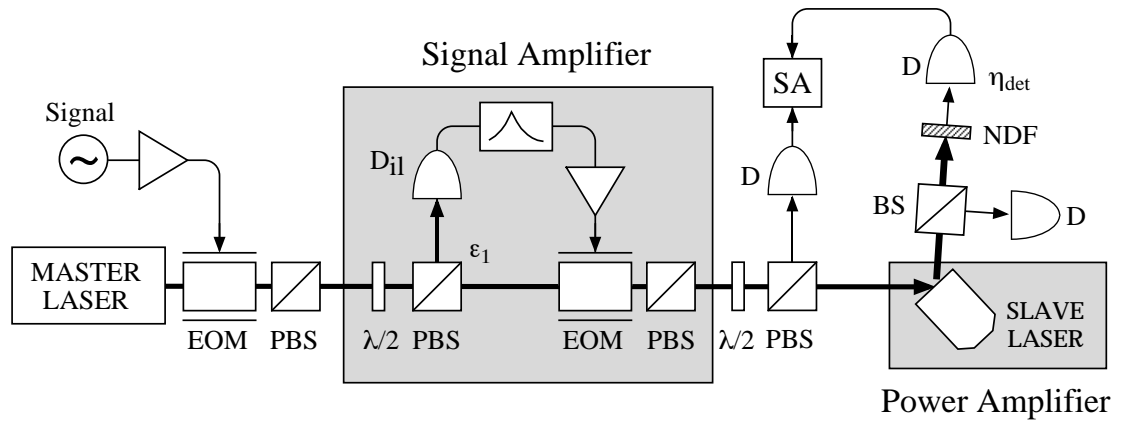 Signal Amplifier
Signal
~
D
SA
D
ηdet
NDF
Dil
D
BS
D
ε1
MASTER
LASER
EOM
PBS
λ/2
PBS
EOM
PBS
λ/2
PBS
SLAVE
LASER
Power Amplifier